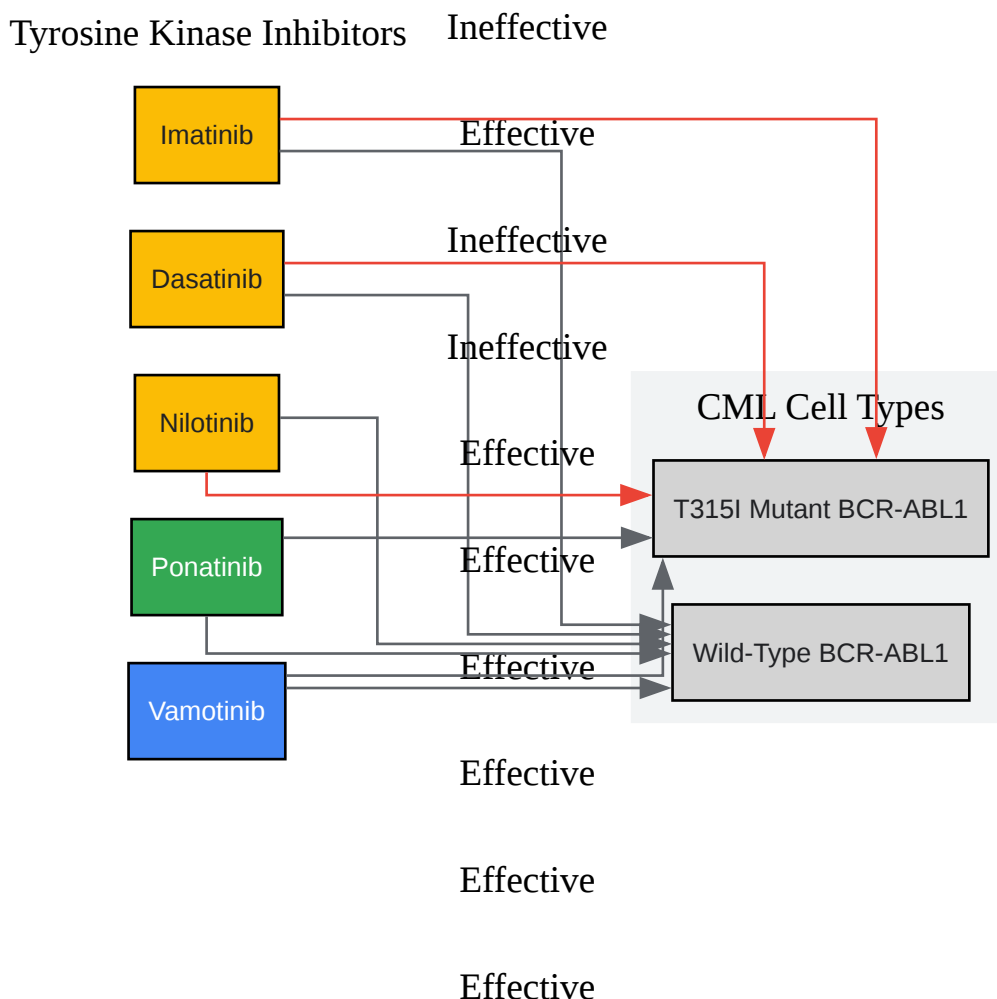 Tyrosine Kinase Inhibitors
Ineffective
Imatinib
Effective
Ineffective
Dasatinib
Ineffective
CML Cell Types
Nilotinib
Effective
T315I Mutant BCR-ABL1
Ponatinib
Effective
Wild-Type BCR-ABL1
Effective
Vamotinib
Effective
Effective
Effective